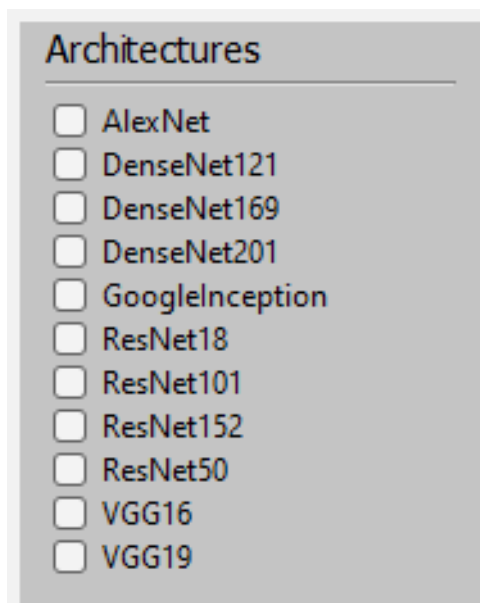 Architectures
AlexNet
DenseNet121
DenseNet169
DenseNet201
GoogleInception
ResNet18
ResNet101
ResNet152
ResNet50
VGG16
VGG19